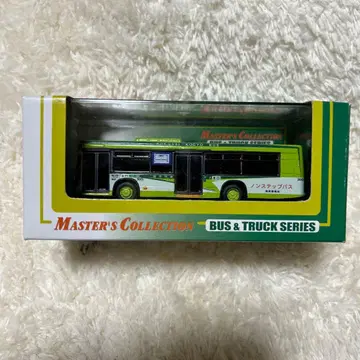 MASTER'S COLLECTION
BUS & TRUCK SERIES
ノンステップバス
MASTER'S COLLECTION
BUS & TRUCK SERIES